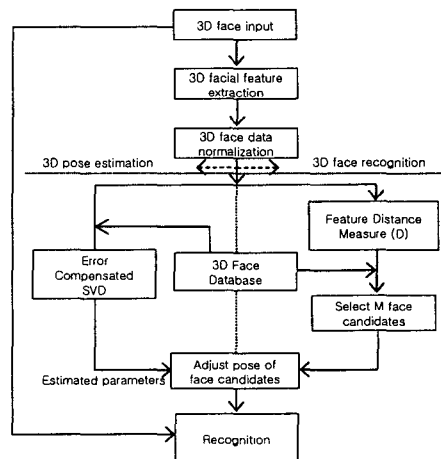 3D face input
3D facial feature
extraction
3D face data
normalization
3D pose estimation
3D face recognition
Feature Distance
Measure (D)
Error
Compensated
SVD
3D Face
Database
Select M face
candidates
Estimated parameters
Adjust pose of
face candidates
Recognition